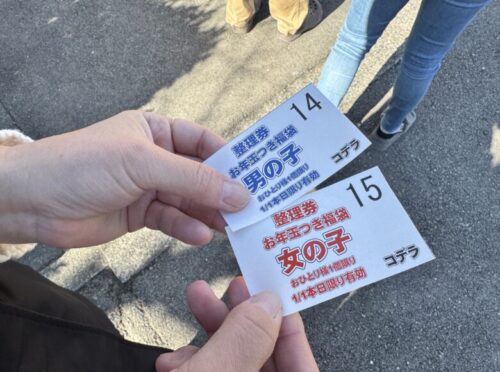 14
整理券
お年玉つき福袋
男の子
おひとり様1個限り
1/1本日限り有効
コデラ
15
整理券
お年玉つき福袋
女の子
おひとり様1個限り
1/1本日限り有効
コデラ